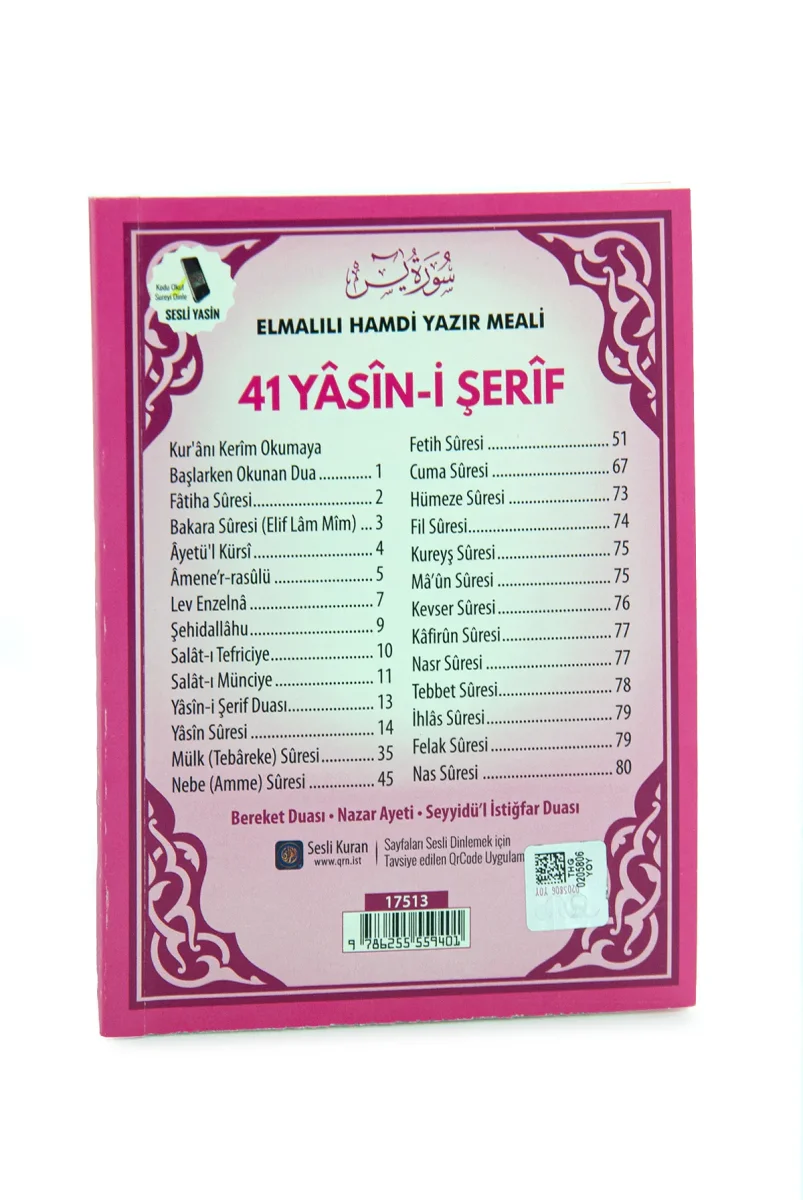 سورة يس
Kodu Okut
Sureyi Dinle
SESLİ YASİN
ELMALILI HAMDİ YAZIR MEALİ
41 YÂSÎN-İ ŞERÎF
Kur'ânı Kerîm Okumaya
Başlarken Okunan Dua ............. 1
Fâtiha Sûresi ............................. 2
Bakara Sûresi (Elif Lâm Mîm) ... 3
Âyetü'l Kürsî ............................. 4
Âmene’r-rasûlü ........................ 5
Lev Enzelnâ .............................. 7
Şehidallâhu .............................. 9
Salât-ı Tefriciye ......................... 10
Salât-ı Münciye ......................... 11
Yâsîn-i Şerif Duası ..................... 13
Yâsîn Sûresi .............................. 14
Mülk (Tebâreke) Sûresi ............. 35
Nebe (Amme) Sûresi ................ 45
Fetih Sûresi .............................. 51
Cuma Sûresi ............................. 67
Hümeze Sûresi ......................... 73
Fil Sûresi ................................... 74
Kureyş Sûresi ............................ 75
Mâ’ûn Sûresi ............................ 75
Kevser Sûresi ............................ 76
Kâfirûn Sûresi ........................... 77
Nasr Sûresi ............................... 77
Tebbet Sûresi ............................ 78
İhlâs Sûresi ............................... 79
Felak Sûresi .............................. 79
Nas Sûresi ................................ 80
Bereket Duası • Nazar Ayeti • Seyyidü’l İstiğfar Duası
Sesli Kuran
www.qrn.ist
Sayfaları Sesli Dinlemek için
Tavsiye edilen QrCode Uygulam
THG
0205806
YOY
0205806 YOY
17513
9 786255 559401